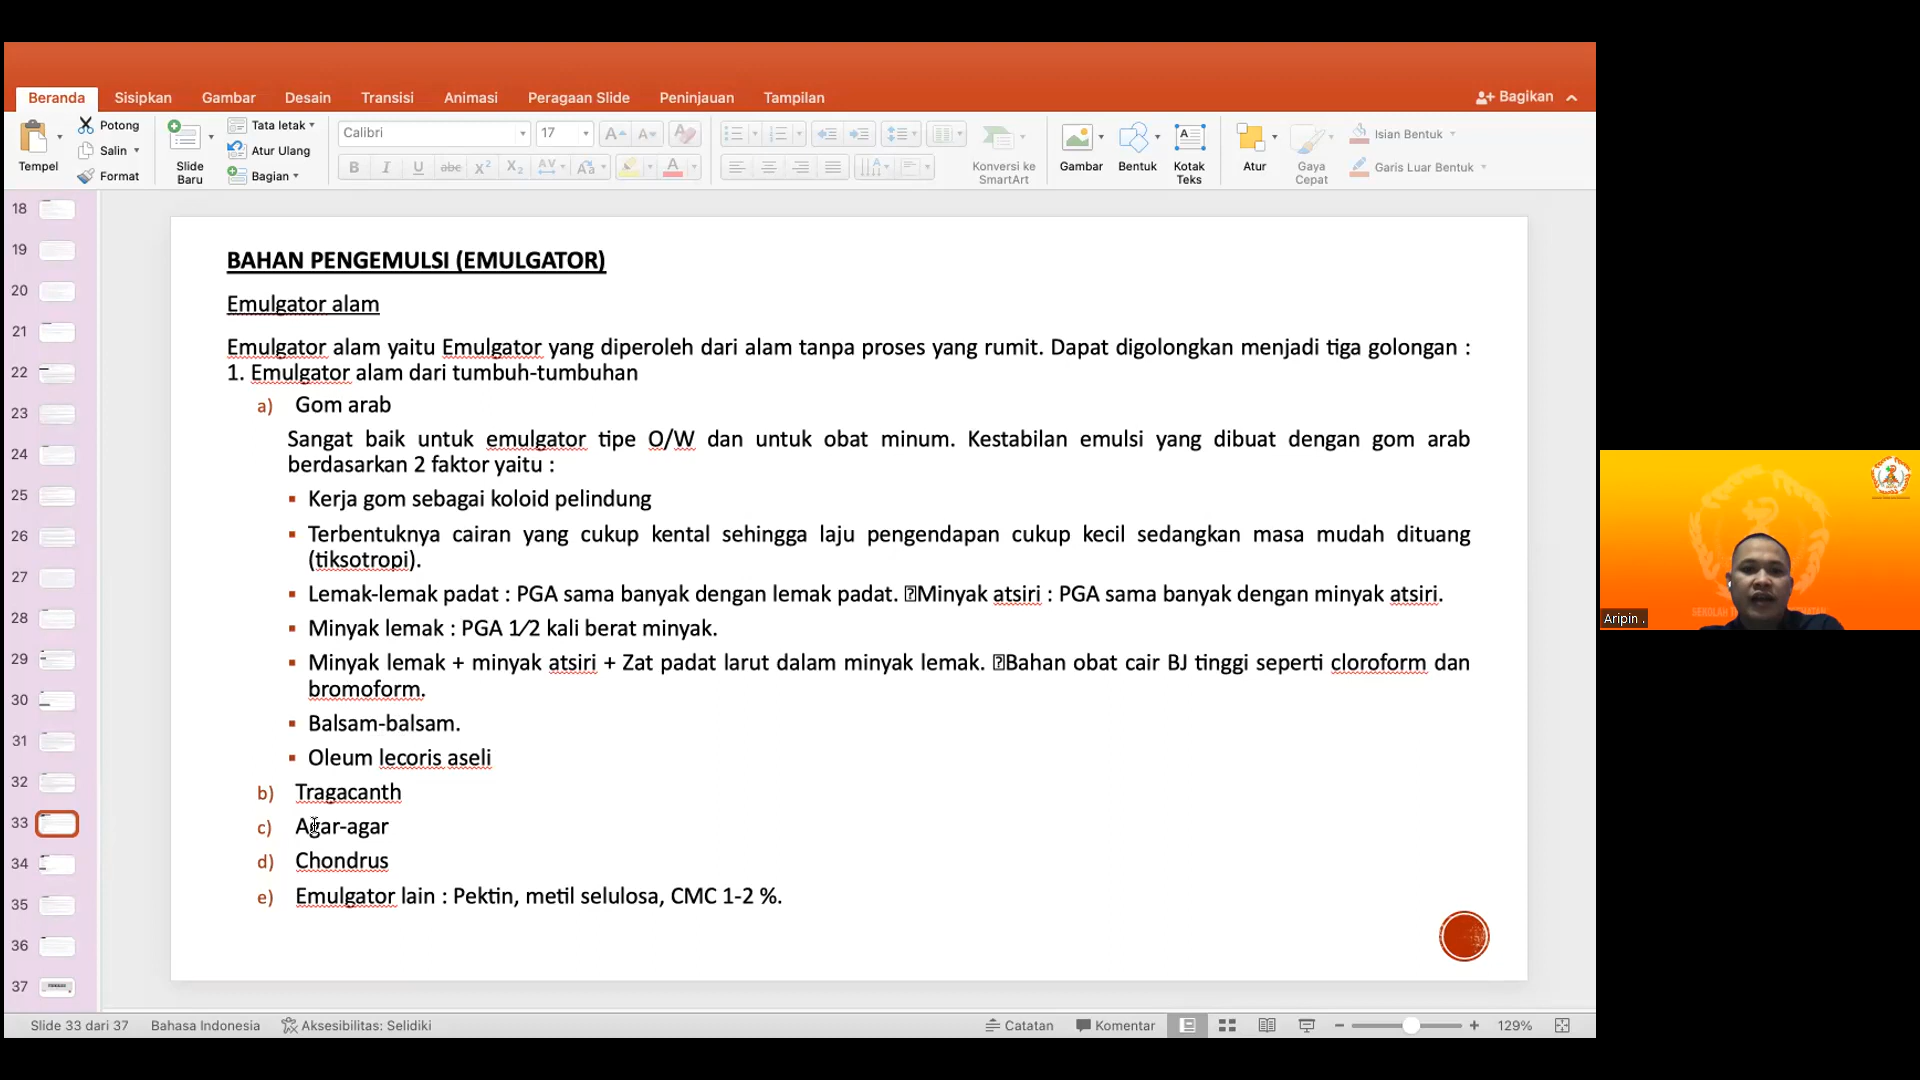 Beranda Sisipkan Gambar Desain Transisi Animasi Peragaan Slide Peninjauan Tampilan Bagikan
Tempel
Potong
Salin
Format
Slide Baru
Tata letak
Atur Ulang
Bagian
Calibri 17
B I U abc X² X₂ AV Aa A
Konversi ke SmartArt
Gambar
Bentuk
Kotak Teks
Atur
Gaya Cepat
Isian Bentuk
Garis Luar Bentuk
18
19
20
21
22
23
24
25
26
27
28
29
30
31
32
33
34
35
36
37
BAHAN PENGEMULSI (EMULGATOR)
Emulgator alam
Emulgator alam yaitu Emulgator yang diperoleh dari alam tanpa proses yang rumit. Dapat digolongkan menjadi tiga golongan :
1. Emulgator alam dari tumbuh-tumbuhan
a) Gom arab
Sangat baik untuk emulgator tipe O/W dan untuk obat minum. Kestabilan emulsi yang dibuat dengan gom arab
berdasarkan 2 faktor yaitu :
▪ Kerja gom sebagai koloid pelindung
▪ Terbentuknya cairan yang cukup kental sehingga laju pengendapan cukup kecil sedangkan masa mudah dituang
(tiksotropi).
▪ Lemak-lemak padat : PGA sama banyak dengan lemak padat. ⍰Minyak atsiri : PGA sama banyak dengan minyak atsiri.
▪ Minyak lemak : PGA 1⁄2 kali berat minyak.
▪ Minyak lemak + minyak atsiri + Zat padat larut dalam minyak lemak. ⍰Bahan obat cair BJ tinggi seperti cloroform dan
bromoform.
▪ Balsam-balsam.
▪ Oleum lecoris aseli
b) Tragacanth
c) Agar-agar
d) Chondrus
e) Emulgator lain : Pektin, metil selulosa, CMC 1-2 %.
Aripin .
Slide 33 dari 37 Bahasa Indonesia Aksesibilitas: Selidiki Catatan Komentar 129%